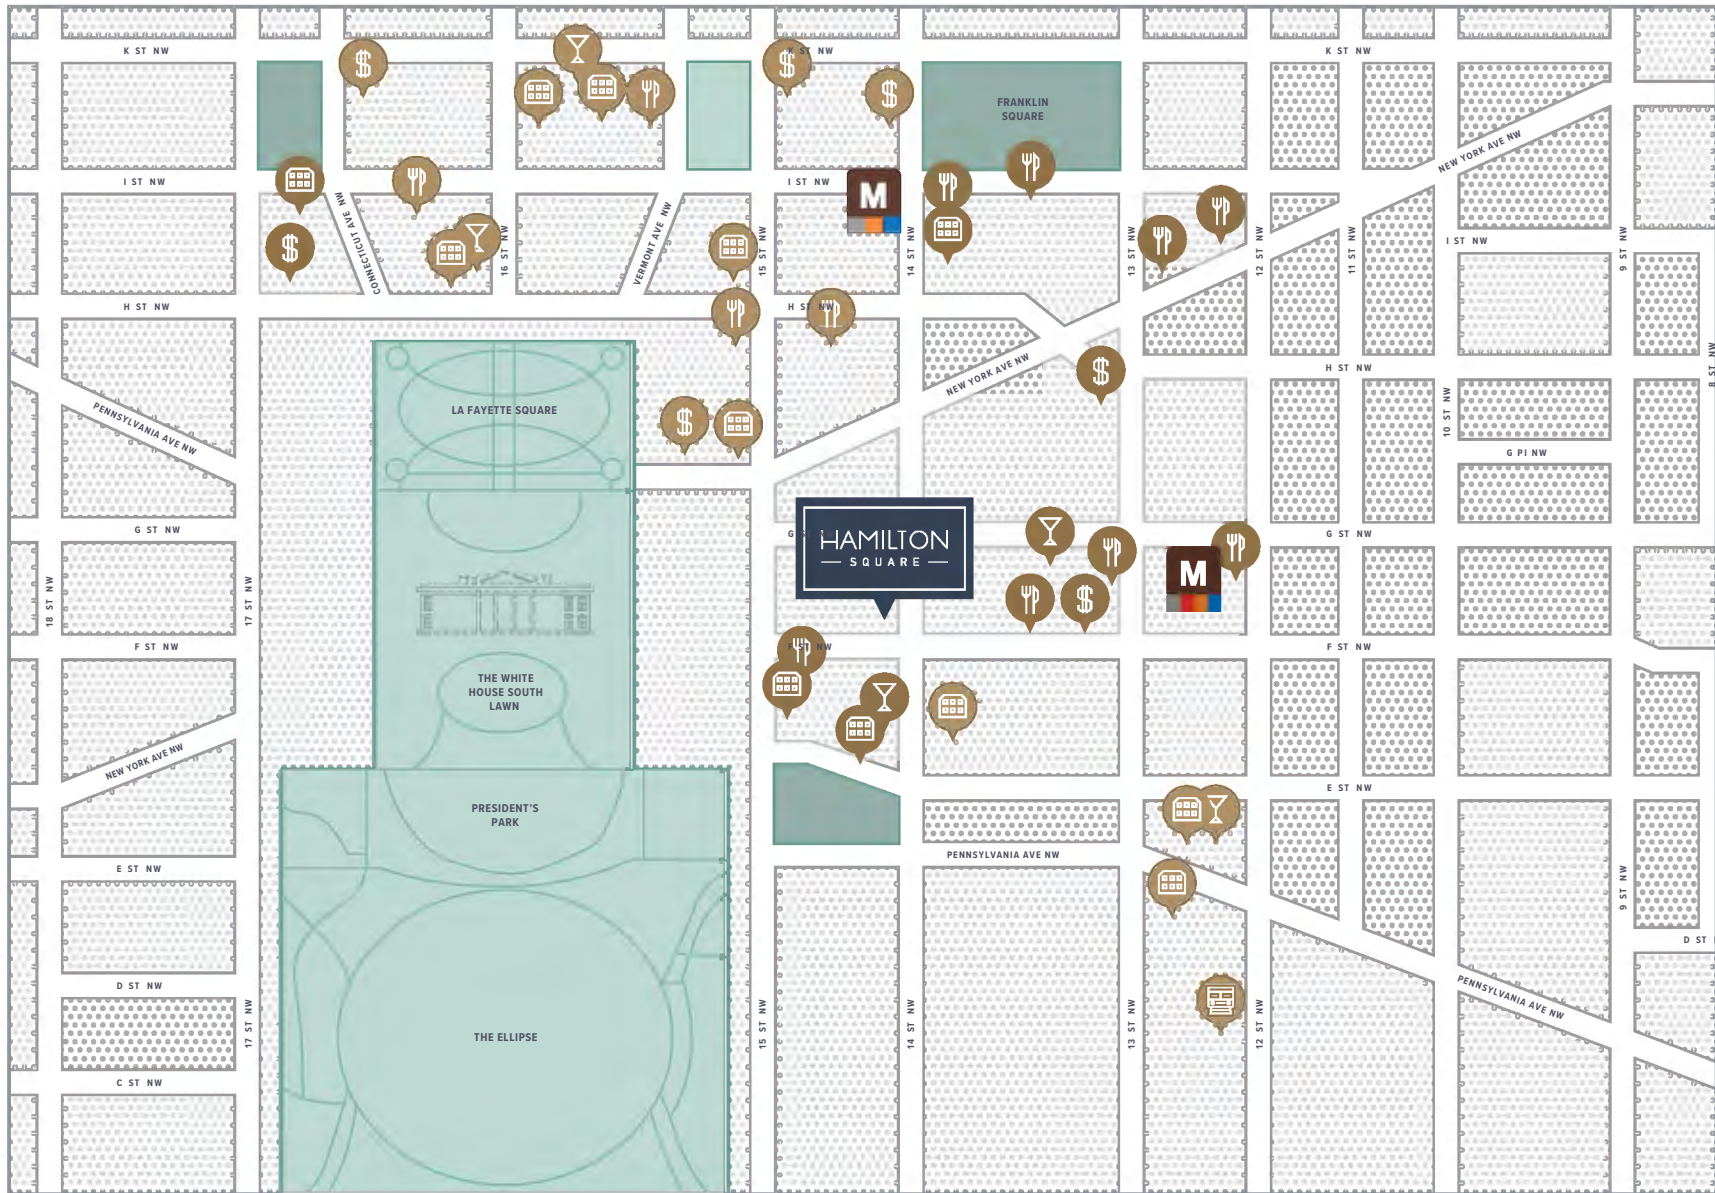 K ST NW
K ST NW
K ST NW
FRANKLIN
SQUARE
NEW YORK AVE NW
I ST NW
I ST NW
M
CONNECTICUT AVE NW
16 ST NW
VERMONT AVE NW
15 ST NW
14 ST NW
13 ST NW
12 ST NW
11 ST NW
I ST NW
9 ST NW
H ST NW
H ST NW
NEW YORK AVE NW
H ST NW
8 ST NW
PENNSYLVANIA AVE NW
LA FAYETTE SQUARE
10 ST NW
G PI NW
G ST NW
G ST NW
HAMILTON
SQUARE
M
18 ST NW
17 ST NW
F ST NW
F ST NW
F ST NW
THE WHITE
HOUSE SOUTH
LAWN
NEW YORK AVE NW
PRESIDENT'S
PARK
E ST NW
PENNSYLVANIA AVE NW
E ST NW
9 ST NW
D ST
D ST NW
PENNSYLVANIA AVE NW
17 ST NW
THE ELLIPSE
15 ST NW
14 ST NW
13 ST NW
12 ST NW
C ST NW